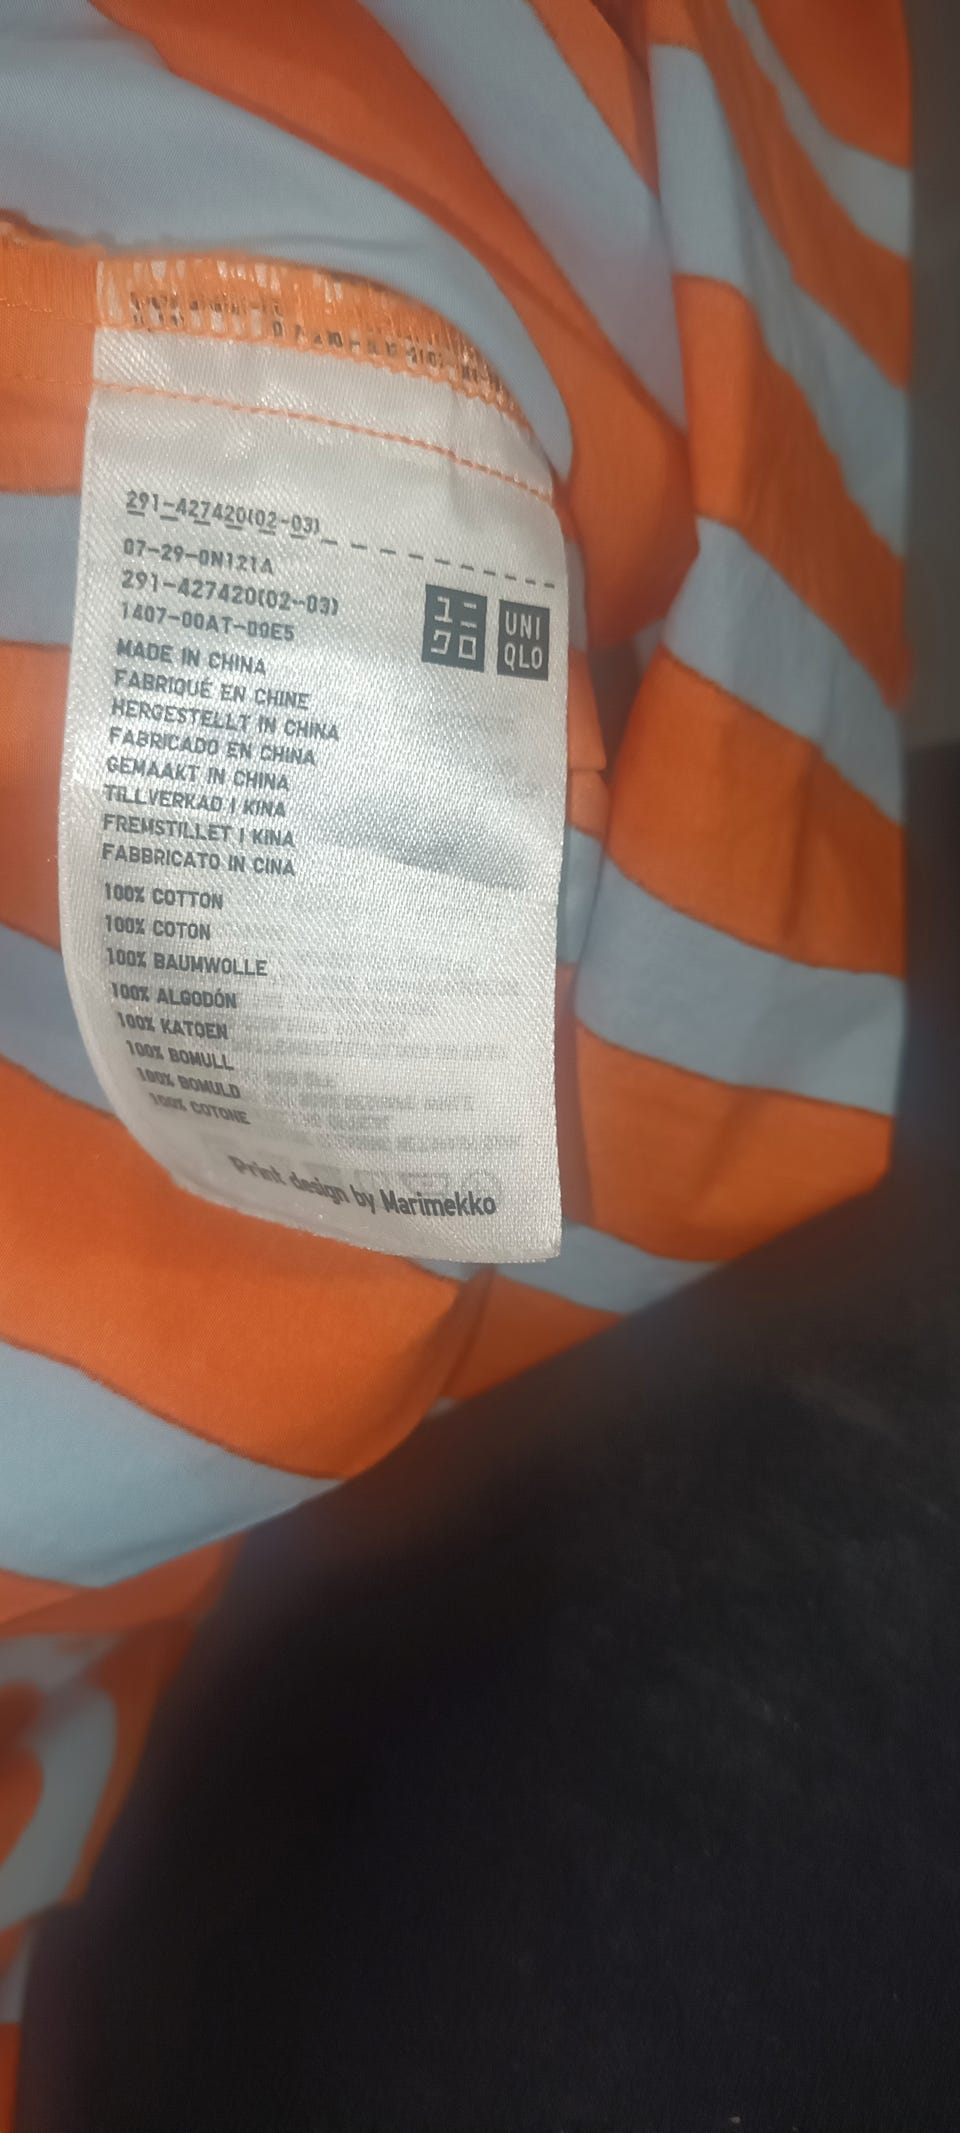 291-427420(02-03)
07-29-0N121A
291-427420(02-03)
1407-00AT-09E5
ユニ
クロ
UNI
QLO
MADE IN CHINA
FABRIQUÉ EN CHINE
HERGESTELLT IN CHINA
FABRICADO EN CHINA
GEMAAKT IN CHINA
TILLVERKAD I KINA
FREMSTILLET I KINA
FABBRICATO IN CINA
100% COTTON
100% COTON
100% BAUMWOLLE
100% ALGODÓN
100% KATOEN
100% BOMULL
100% BOMULD
100% COTONE
Print design by Marimekko